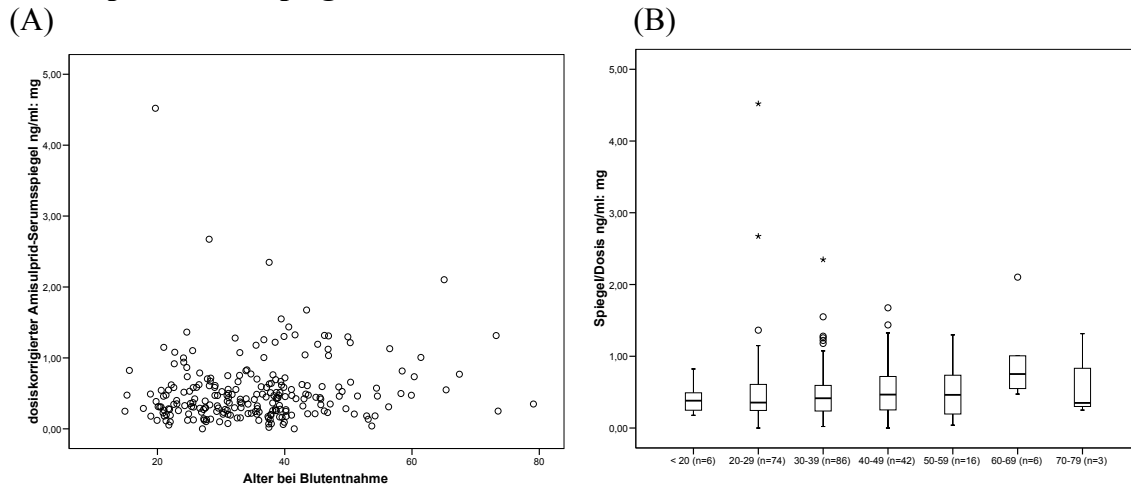 (A)
(B)
dosiskorrigierter Amisulprid-Serumsspiegel ng/ml: mg
5,00
4,00
3,00
2,00
1,00
0,00
20
40
60
80
Alter bei Blutentnahme
Spiegel/Dosis ng/ml: mg
5,00
4,00
3,00
2,00
1,00
0,00
< 20 (n=6)
20-29 (n=74)
30-39 (n=86)
40-49 (n=42)
50-59 (n=16)
60-69 (n=6)
70-79 (n=3)